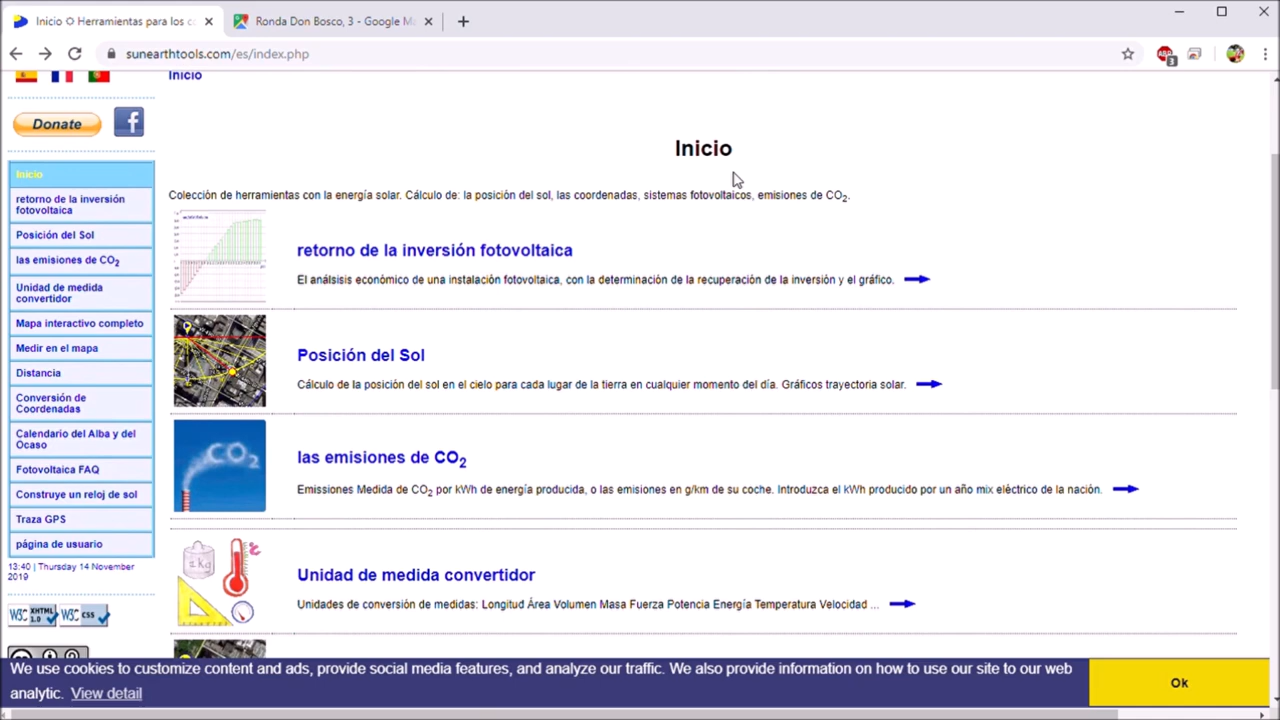 Inicio O Herramientas para los c
Ronda Don Bosco, 3 - Google Ma
sunearthtools.com/es/index.php
3
Inicio
Donate
Inicio
retorno de la inversión
fotovoltaica
Posición del Sol
las emisiones de CO2
Unidad de medida
convertidor
Mapa interactivo completo
Medir en el mapa
Distancia
Conversión de
Coordenadas
Calendario del Alba y del
Ocaso
Fotovoltaica FAQ
Construye un reloj de sol
Traza GPS
página de usuario
13:40 | Thursday 14 November
2019
W3C XHTML 1.0
W3C CSS
Inicio
Colección de herramientas con la energía solar. Cálculo de: la posición del sol, las coordenadas, sistemas fotovoltaicos, emisiones de CO2.
retorno de la inversión fotovoltaica
El análsisis económico de una instalación fotovoltaica, con la determinación de la recuperación de la inversión y el gráfico.
Posición del Sol
Cálculo de la posición del sol en el cielo para cada lugar de la tierra en cualquier momento del día. Gráficos trayectoria solar.
CO2
las emisiones de CO2
Emissiones Medida de CO2 por kWh de energía producida, o las emisiones en g/km de su coche. Introduzca el kWh producido por un año mix eléctrico de la nación.
1 kg
°C
Unidad de medida convertidor
Unidades de conversión de medidas: Longitud Área Volumen Masa Fuerza Potencia Energía Temperatura Velocidad ...
We use cookies to customize content and ads, provide social media features, and analyze our traffic. We also provide information on how to use our site to our web
analytic. View detail
Ok